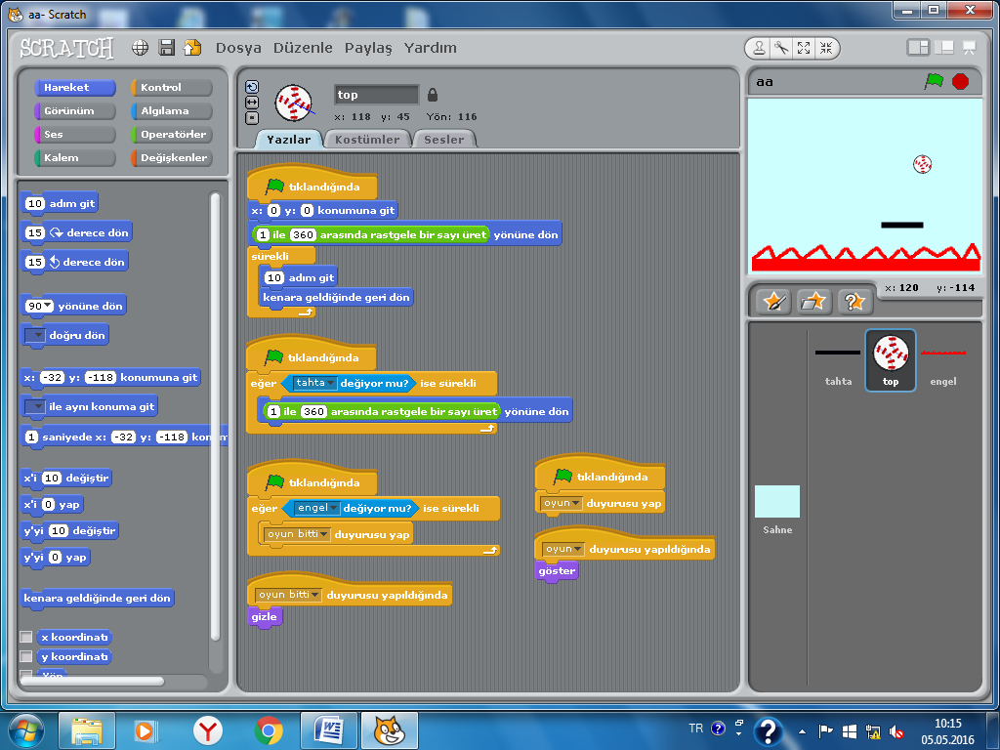 aa- Scratch
SCRATCH Dosya Düzenle Paylaş Yardım
Hareket Kontrol
Görünüm Algılama
Ses Operatörler
Kalem Değişkenler
10 adım git
15 derece dön
15 derece dön
90 yönüne dön
doğru dön
x: -32 y: -118 konumuna git
ile aynı konuma git
1 saniyede x: -32 y: -118
x'i 10 değiştir
x'i 0 yap
y'yi 10 değiştir
y'yi 0 yap
kenara geldiğinde geri dön
x koordinatı
y koordinatı
Yön
top
x: 118 y: 45 Yön: 116
Yazılar Kostümler Sesler
tıklandığında
x: 0 y: 0 konumuna git
1 ile 360 arasında rastgele bir sayı üret yönüne dön
sürekli
10 adım git
kenara geldiğinde geri dön
tıklandığında
eğer tahta değiyor mu? ise sürekli
1 ile 360 arasında rastgele bir sayı üret yönüne dön
tıklandığında
eğer engel değiyor mu? ise sürekli
oyun bitti duyurusu yap
oyun bitti duyurusu yapıldığında
gizle
tıklandığında
oyun duyurusu yap
oyun duyurusu yapıldığında
göster
aa
x: 120 y: -114
tahta top engel
Sahne
TR
10:15
05.05.2016